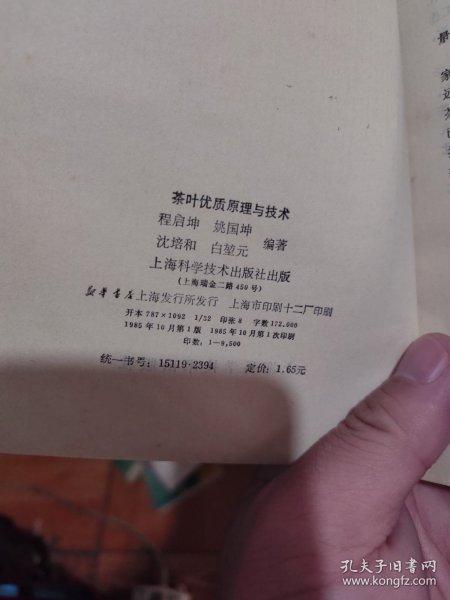 茶叶优质原理与技术
程启坤 姚国坤
沈培和 白堃元 编著
上海科学技术出版社出版
(上海瑞金二路450号)
新华书店上海发行所发行 上海市印刷十二厂印刷
开本 787×1092 1/32 印张 8 字数 172,000
1985年10月第1版 1985年10月第1次印刷
印数: 1—9,500
统一书号: 15119·2394 定价: 1.65元
孔夫子旧书网
www.kongfz.com